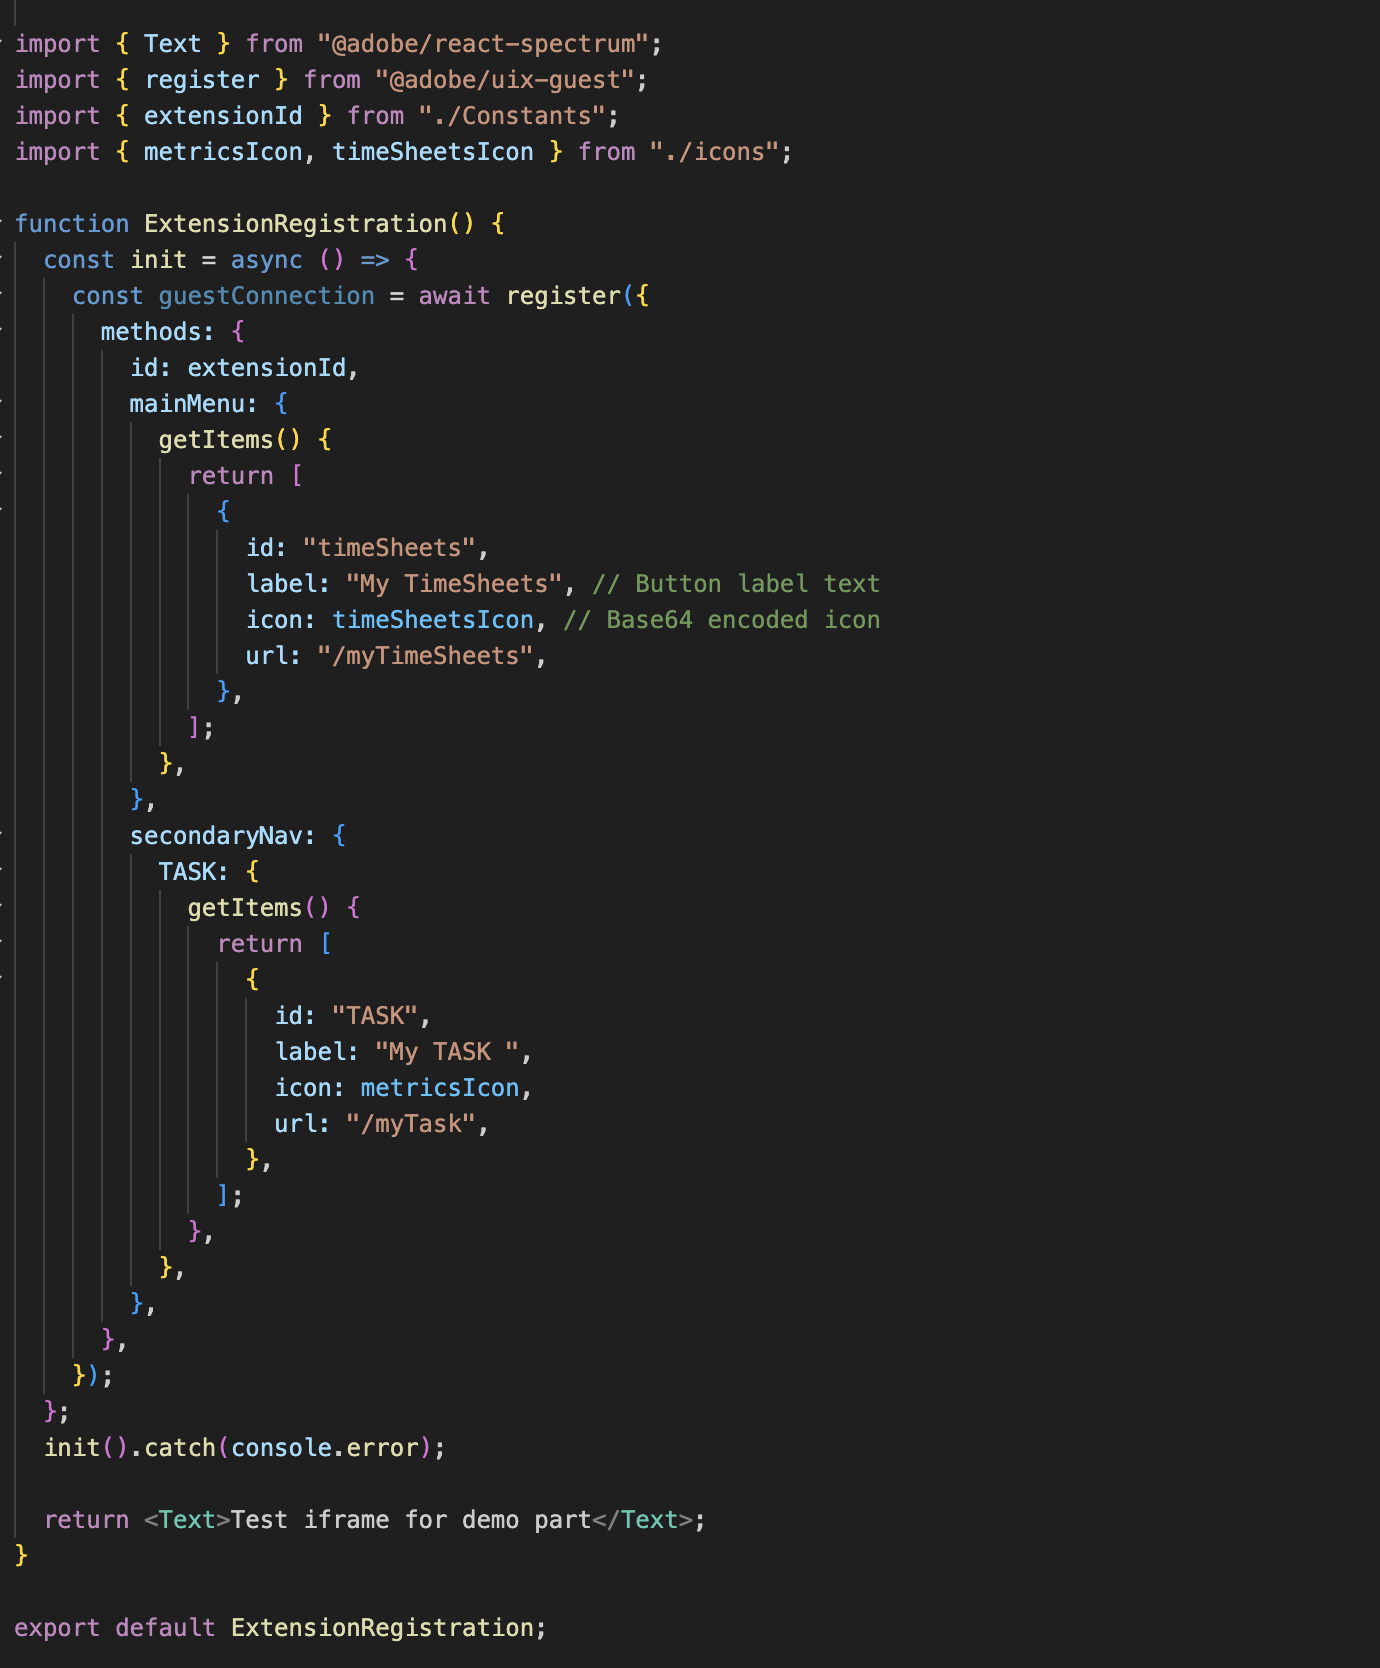 import { Text } from "@adobe/react-spectrum";
import { register } from "@adobe/uix-guest";
import { extensionId } from "./Constants";
import { metricsIcon, timeSheetsIcon } from "./icons";

function ExtensionRegistration() {
  const init = async () => {
    const guestConnection = await register({
      methods: {
        id: extensionId,
        mainMenu: {
          getItems() {
            return [
              {
                id: "timeSheets",
                label: "My TimeSheets", // Button label text
                icon: timeSheetsIcon, // Base64 encoded icon
                url: "/myTimeSheets",
              },
            ];
          },
        },
        secondaryNav: {
          TASK: {
            getItems() {
              return [
                {
                  id: "TASK",
                  label: "My TASK ",
                  icon: metricsIcon,
                  url: "/myTask",
                },
              ];
            },
          },
        },
      },
    });
  };
  init().catch(console.error);

  return <Text>Test iframe for demo part</Text>;
}

export default ExtensionRegistration;